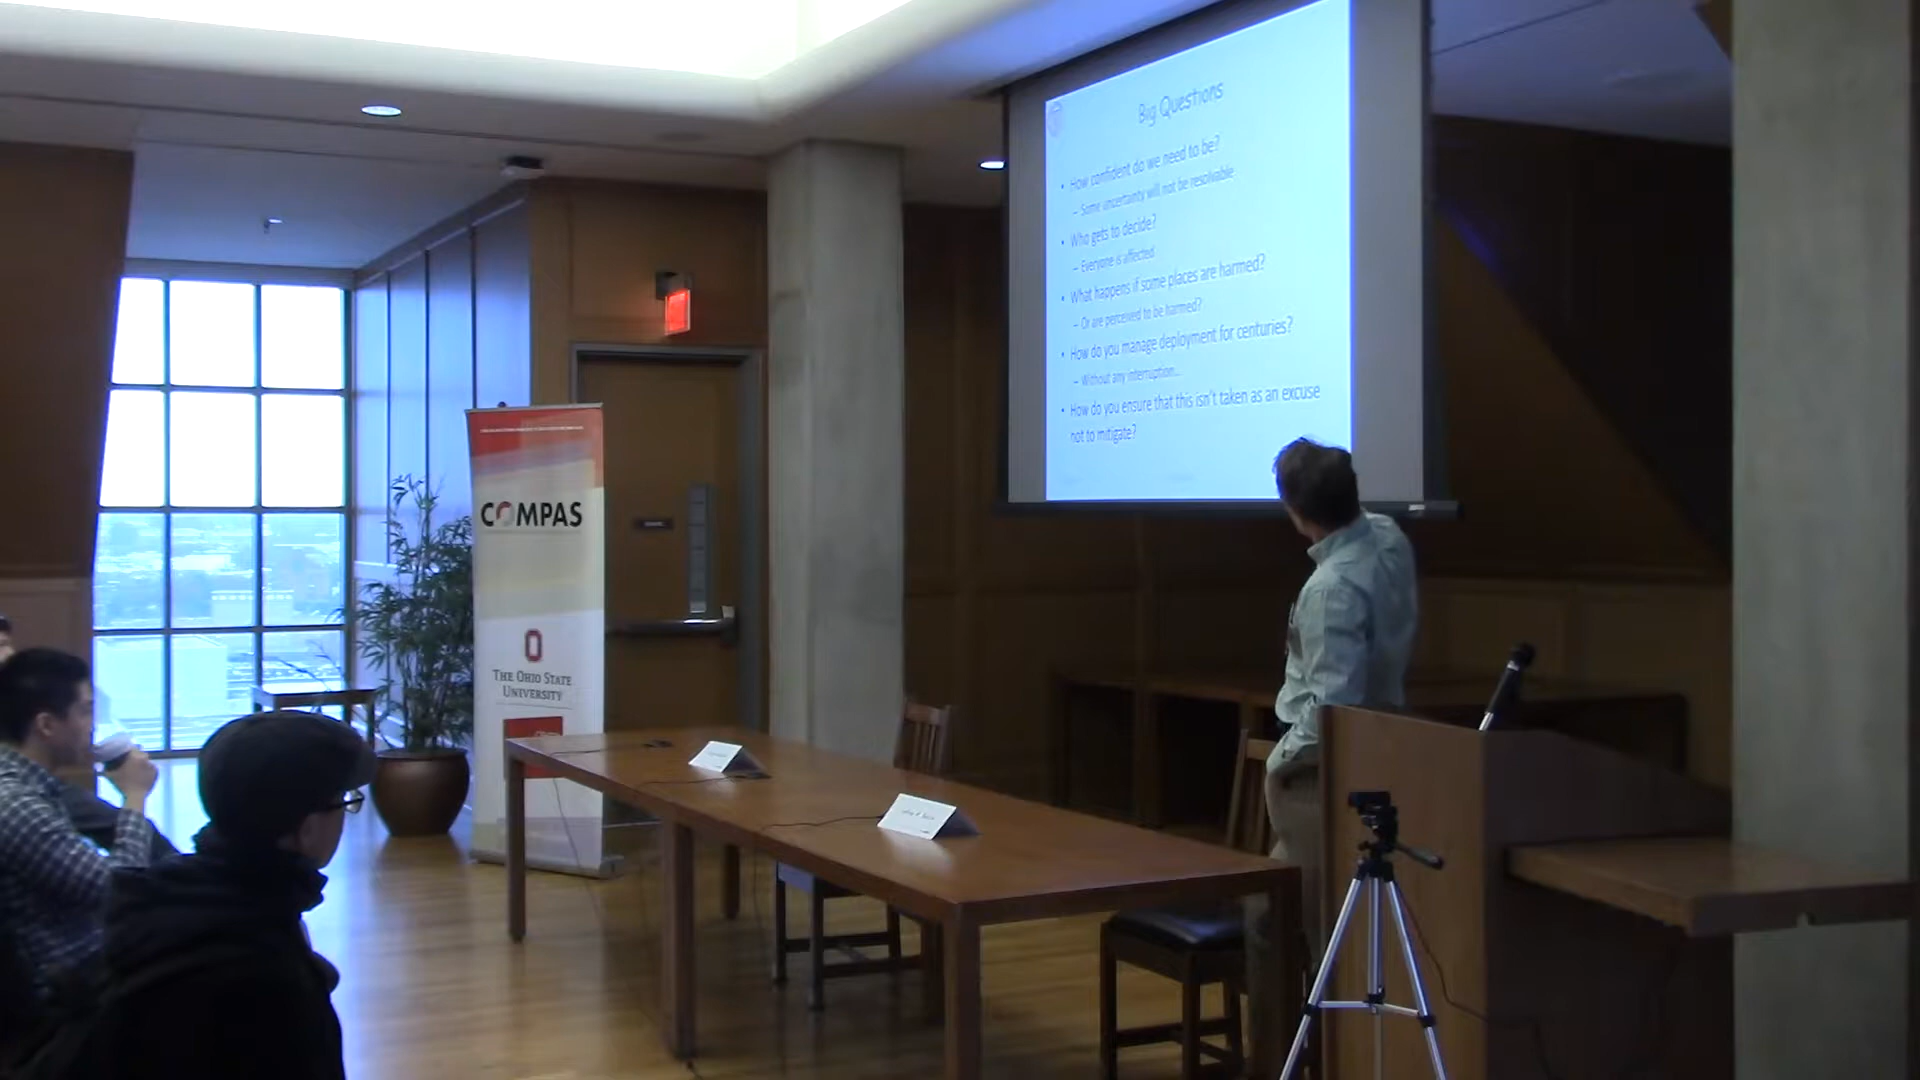 Big Questions
• How confident do we need to be?
– Some uncertainty will not be resolvable
• Who gets to decide?
– Everyone is affected
• What happens if some places are harmed?
– Or are perceived to be harmed?
• How do you manage deployment for centuries?
– Without any interruption...
• How do you ensure that this isn't taken as an excuse
not to mitigate?
COMPAS
THE OHIO STATE
UNIVERSITY